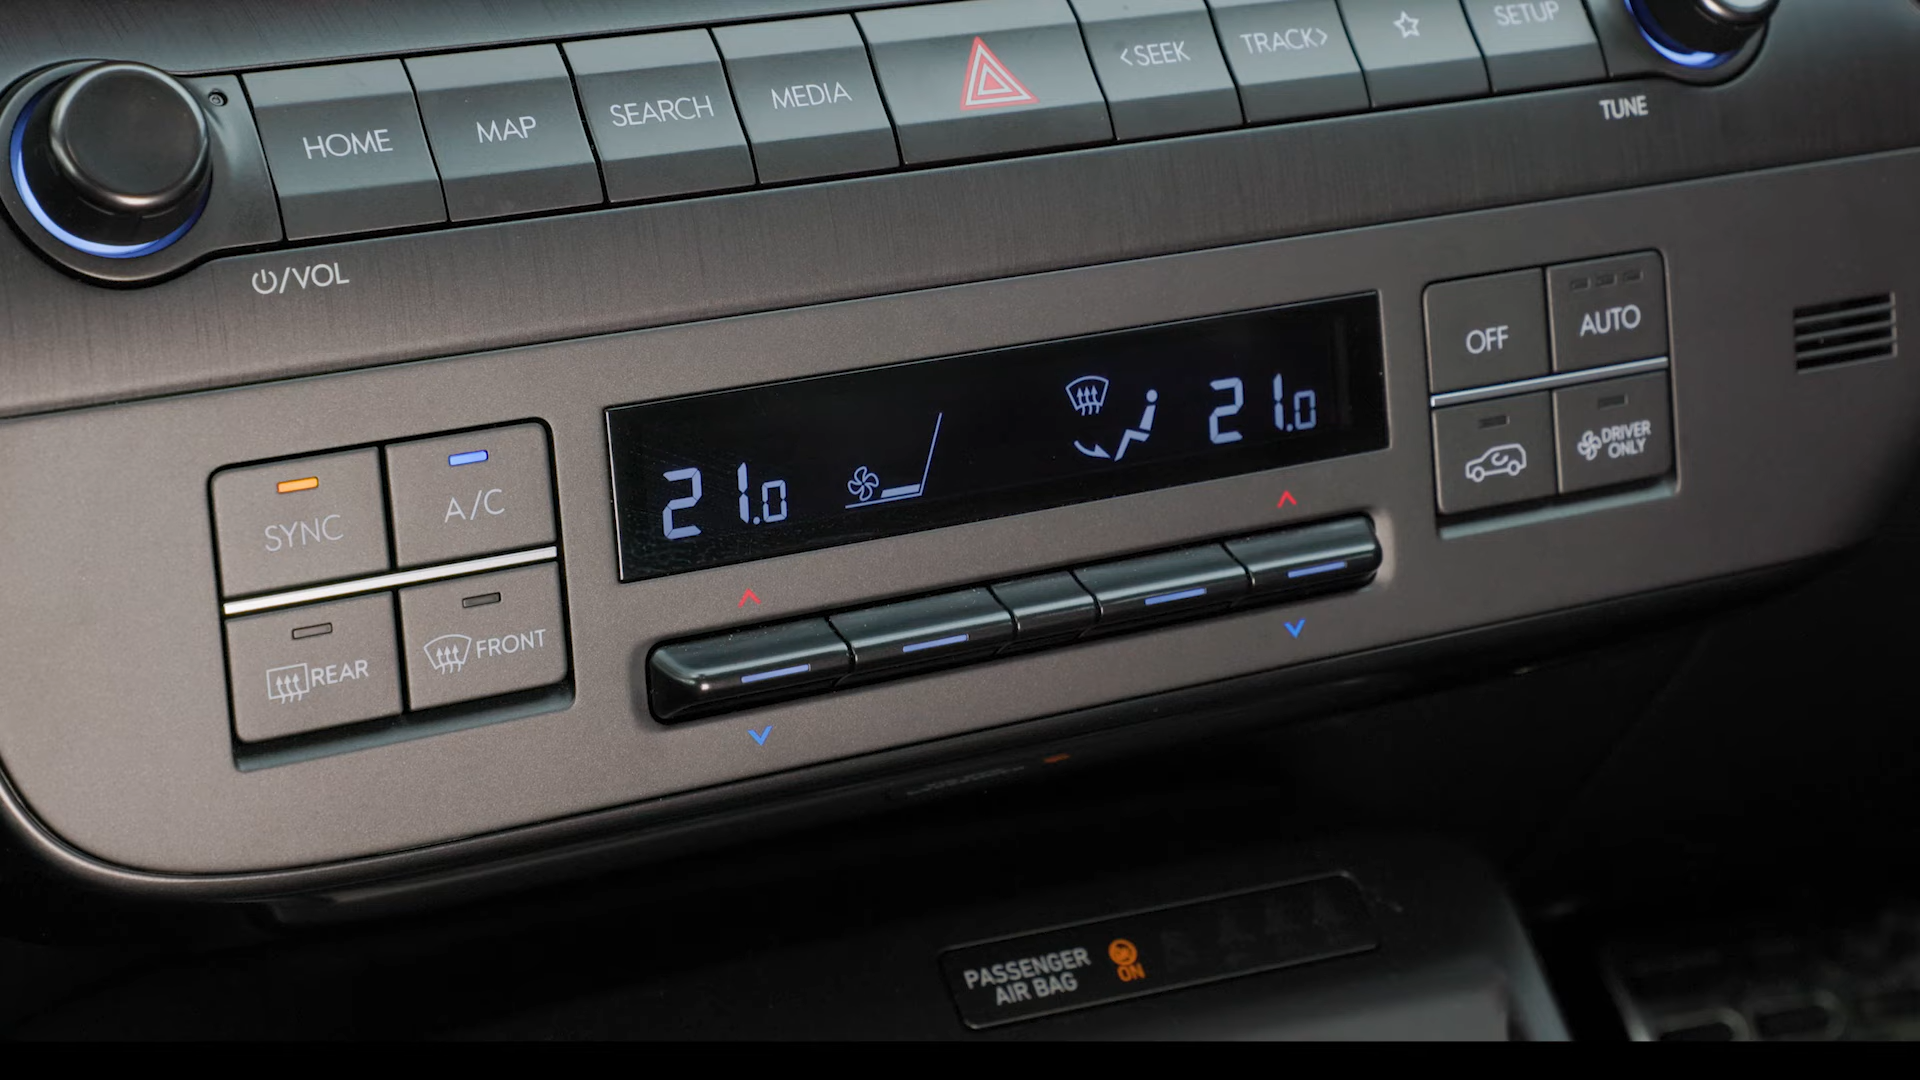 HOME
MAP
SEARCH
MEDIA
<SEEK
TRACK>
SETUP
/VOL
TUNE
SYNC
A/C
REAR
FRONT
21.0
21.0
OFF
AUTO
DRIVER
ONLY
PASSENGER
AIR BAG
ON